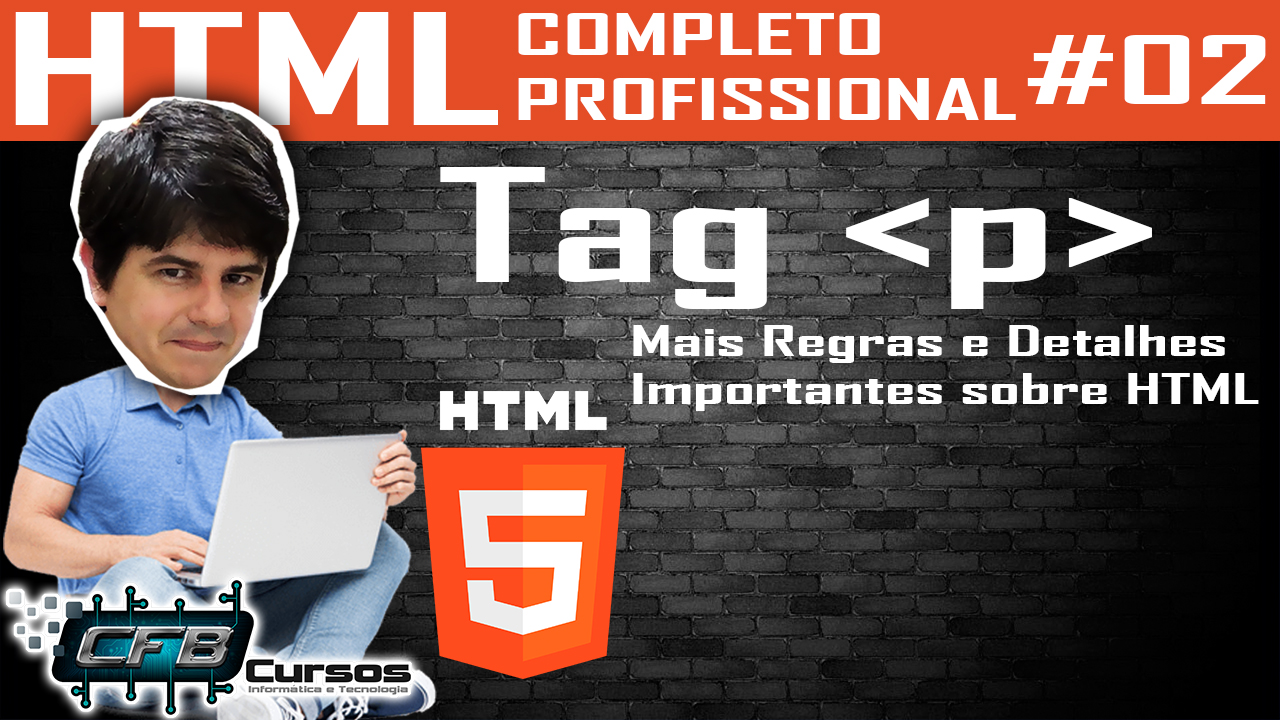 HTML
COMPLETO
PROFISSIONAL
#02
Tag <p>
Mais Regras e Detalhes
Importantes sobre HTML
HTML
5
CFB
Cursos
Informática e Tecnologia